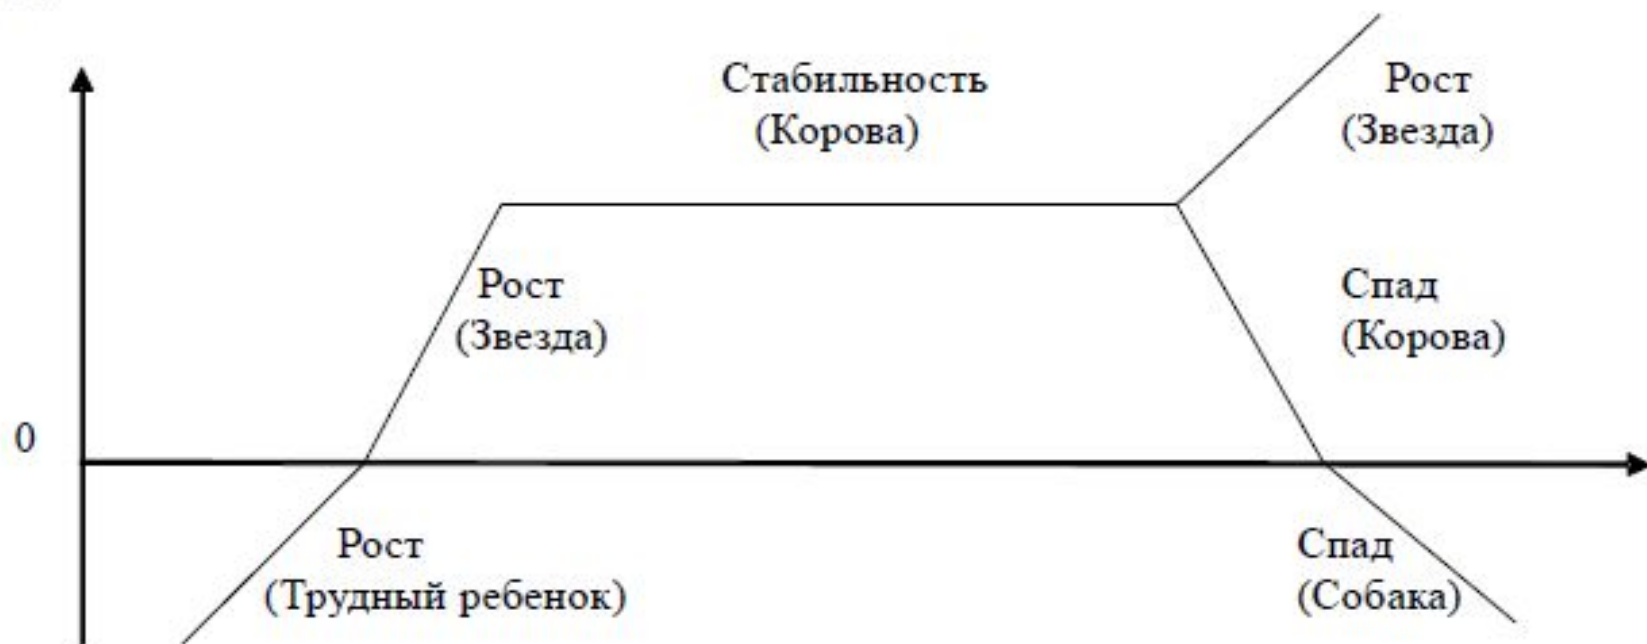 Стабильность
(Корова)
Рост
(Звезда)
Рост
(Звезда)
Спад
(Корова)
0
Рост
(Трудный ребенок)
Спад
(Собака)